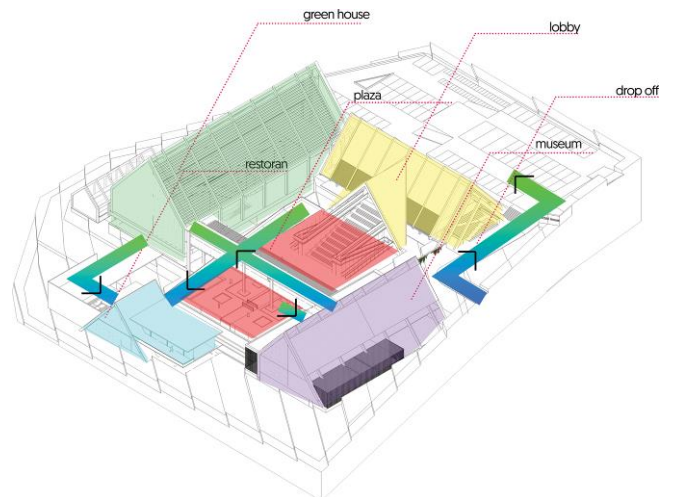 green house
lobby
drop off
plaza
museum
restoran